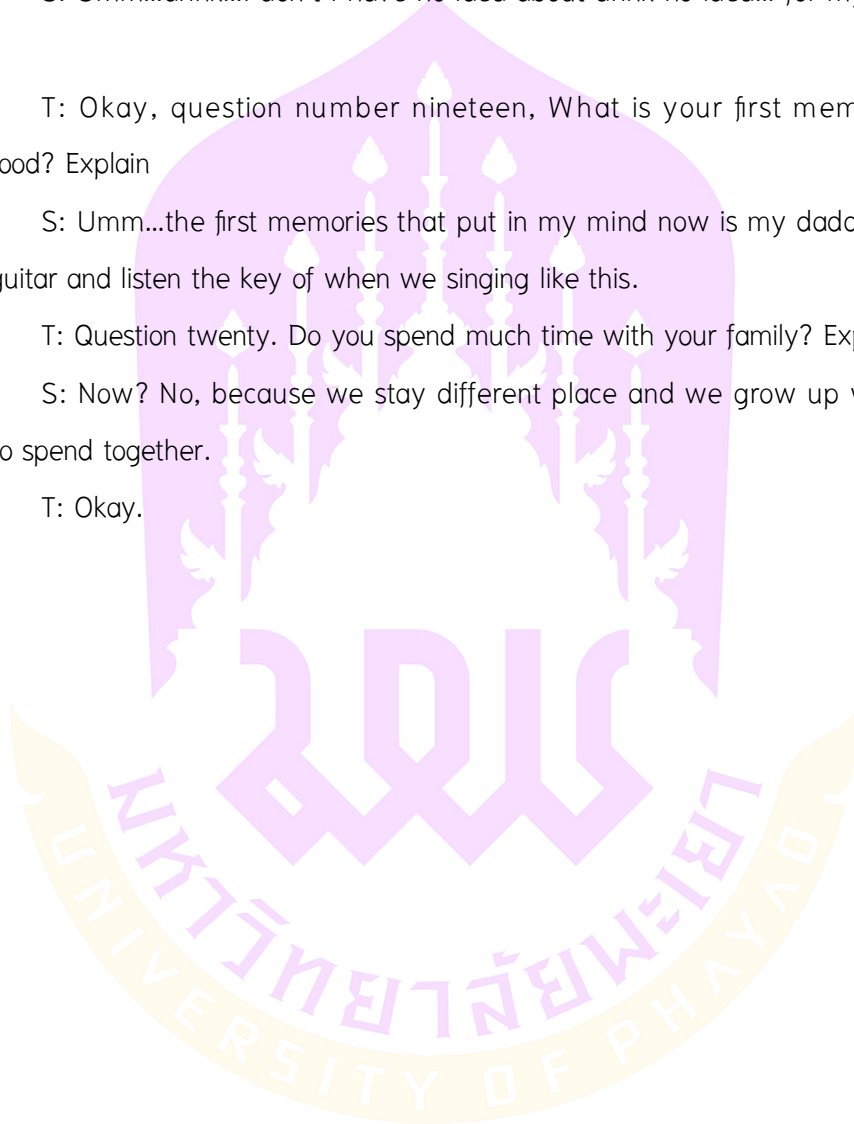 T: Okay, question number nineteen, What is your first mem
ood? Explain
S: Umm...the first memories that put in my mind now is my dad
guitar and listen the key of when we singing like this.
T: Question twenty. Do you spend much time with your family? Exp
S: Now? No, because we stay different place and we grow up
o spend together.
T: Okay.
มหาวิทยาลัยพะเยา
UNIVERSITY OF PHAYAO